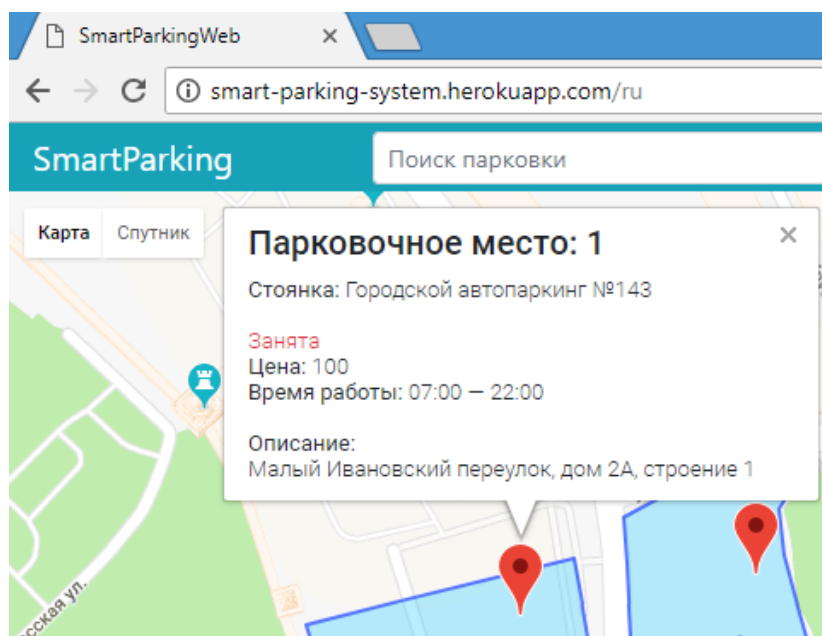 SmartParkingWeb
smart-parking-system.herokuapp.com/ru
SmartParking
Поиск парковки
Карта
Спутник
Парковочное место: 1
Стоянка: Городской автопаркинг №143
Занята
Цена: 100
Время работы: 07:00 — 22:00
Описание:
Малый Ивановский переулок, дом 2А, строение 1
ул.